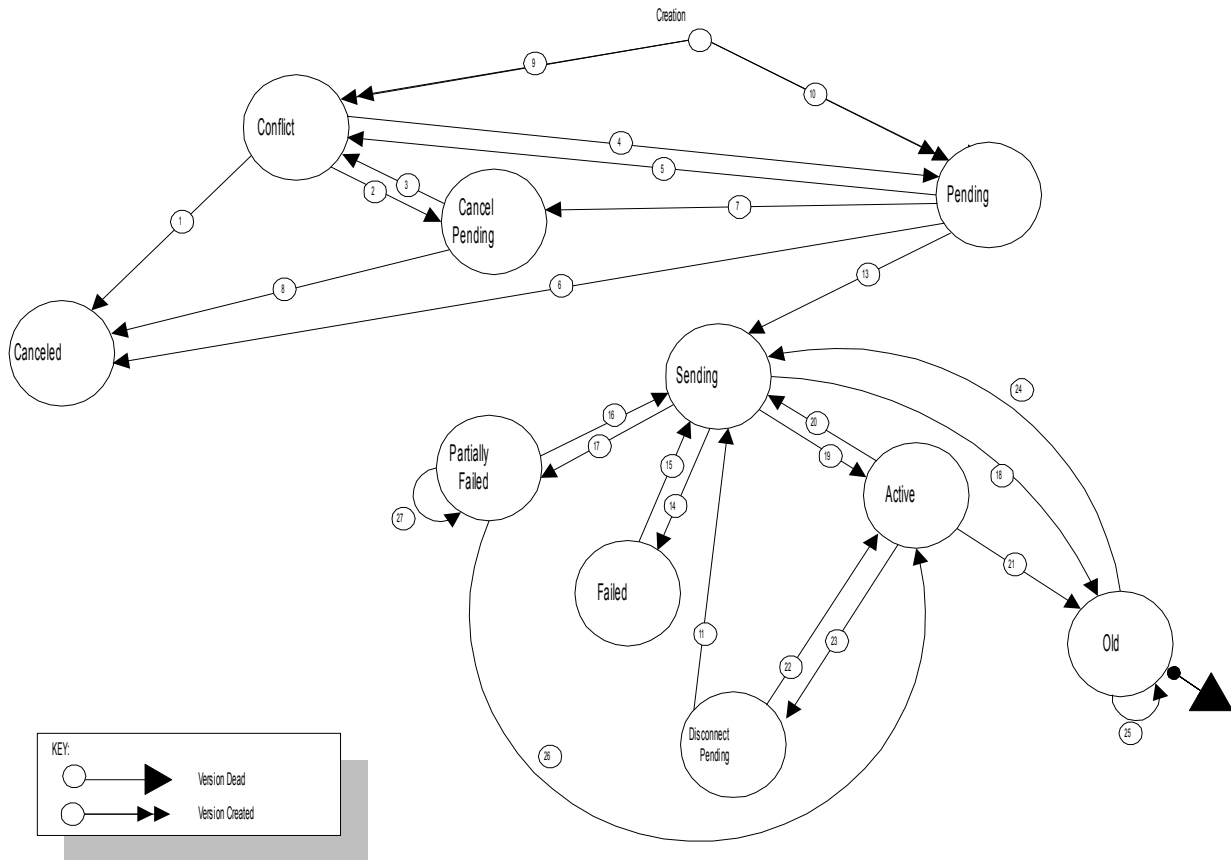 Creation
9
10
Conflict
4
5
Pending
3
2
Cancel
Pending
7
1
8
6
13
Canceled
Sending
24
16
20
17
19
Partially
Failed
15
18
Active
27
14
21
Failed
11
23
22
Old
Disconnect
Pending
25
26
KEY:
Version Dead
Version Created